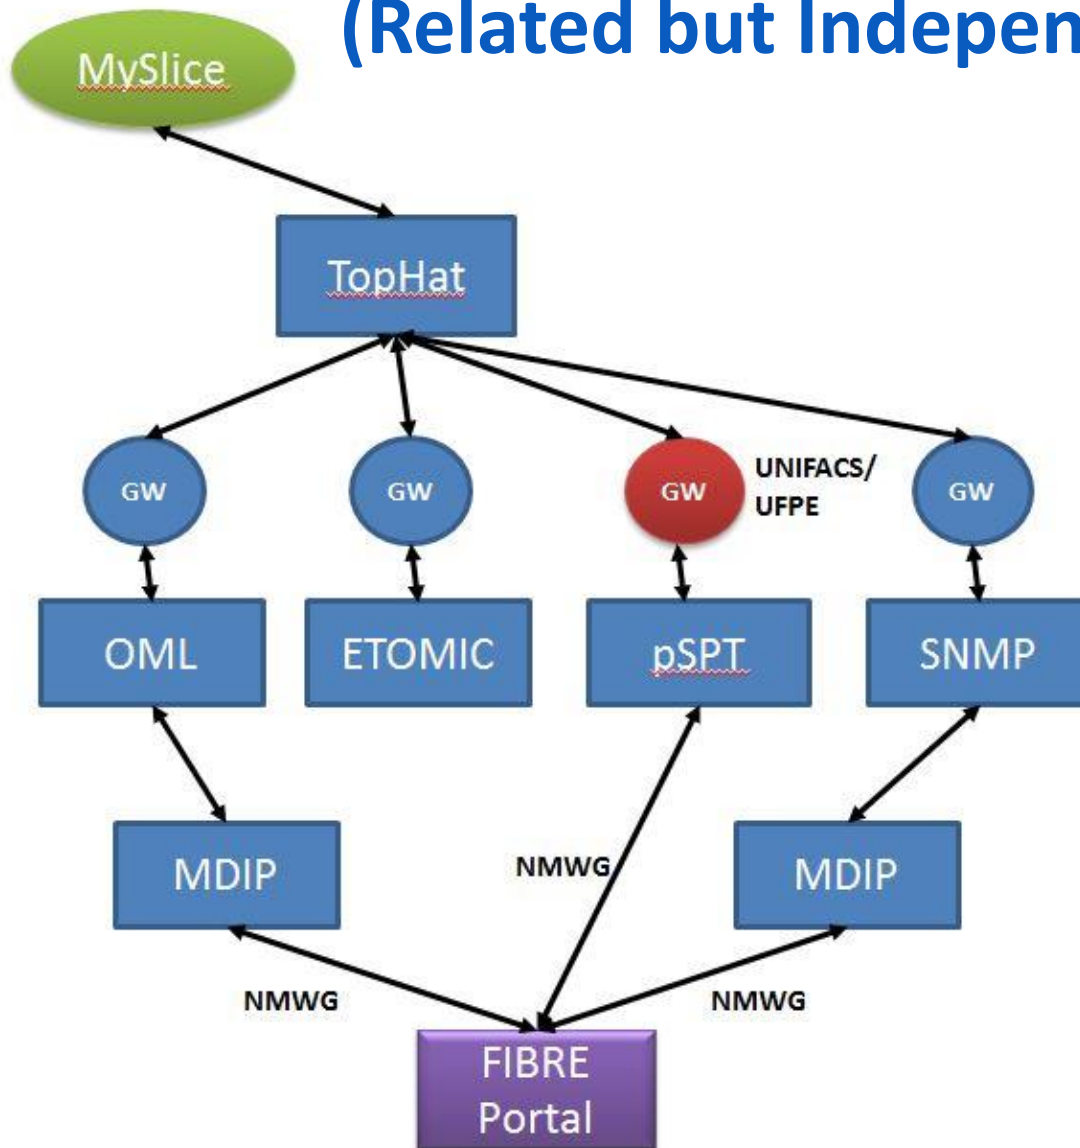 (Related but Indepen
MySlice
TopHat
GW
GW
GW
UNIFACS/
UFPE
GW
OML
ETOMIC
pSPT
SNMP
MDIP
NMWG
MDIP
NMWG
NMWG
FIBRE
Portal